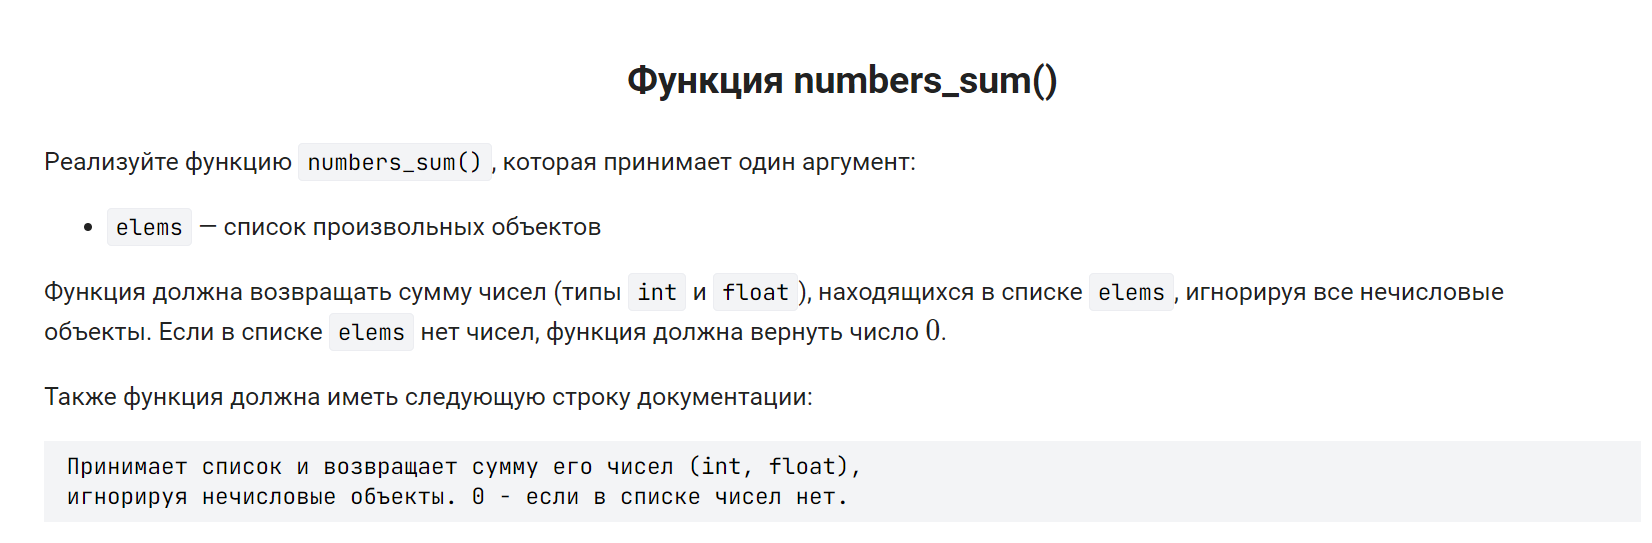 Функция numbers_sum()
Реализуйте функцию numbers_sum(), которая принимает один аргумент:
• elems — список произвольных объектов
Функция должна возвращать сумму чисел (типы int и float), находящихся в списке elems, игнорируя все нечисловые
объекты. Если в списке elems нет чисел, функция должна вернуть число 0.
Также функция должна иметь следующую строку документации:
Принимает список и возвращает сумму его чисел (int, float),
игнорируя нечисловые объекты. 0 - если в списке чисел нет.